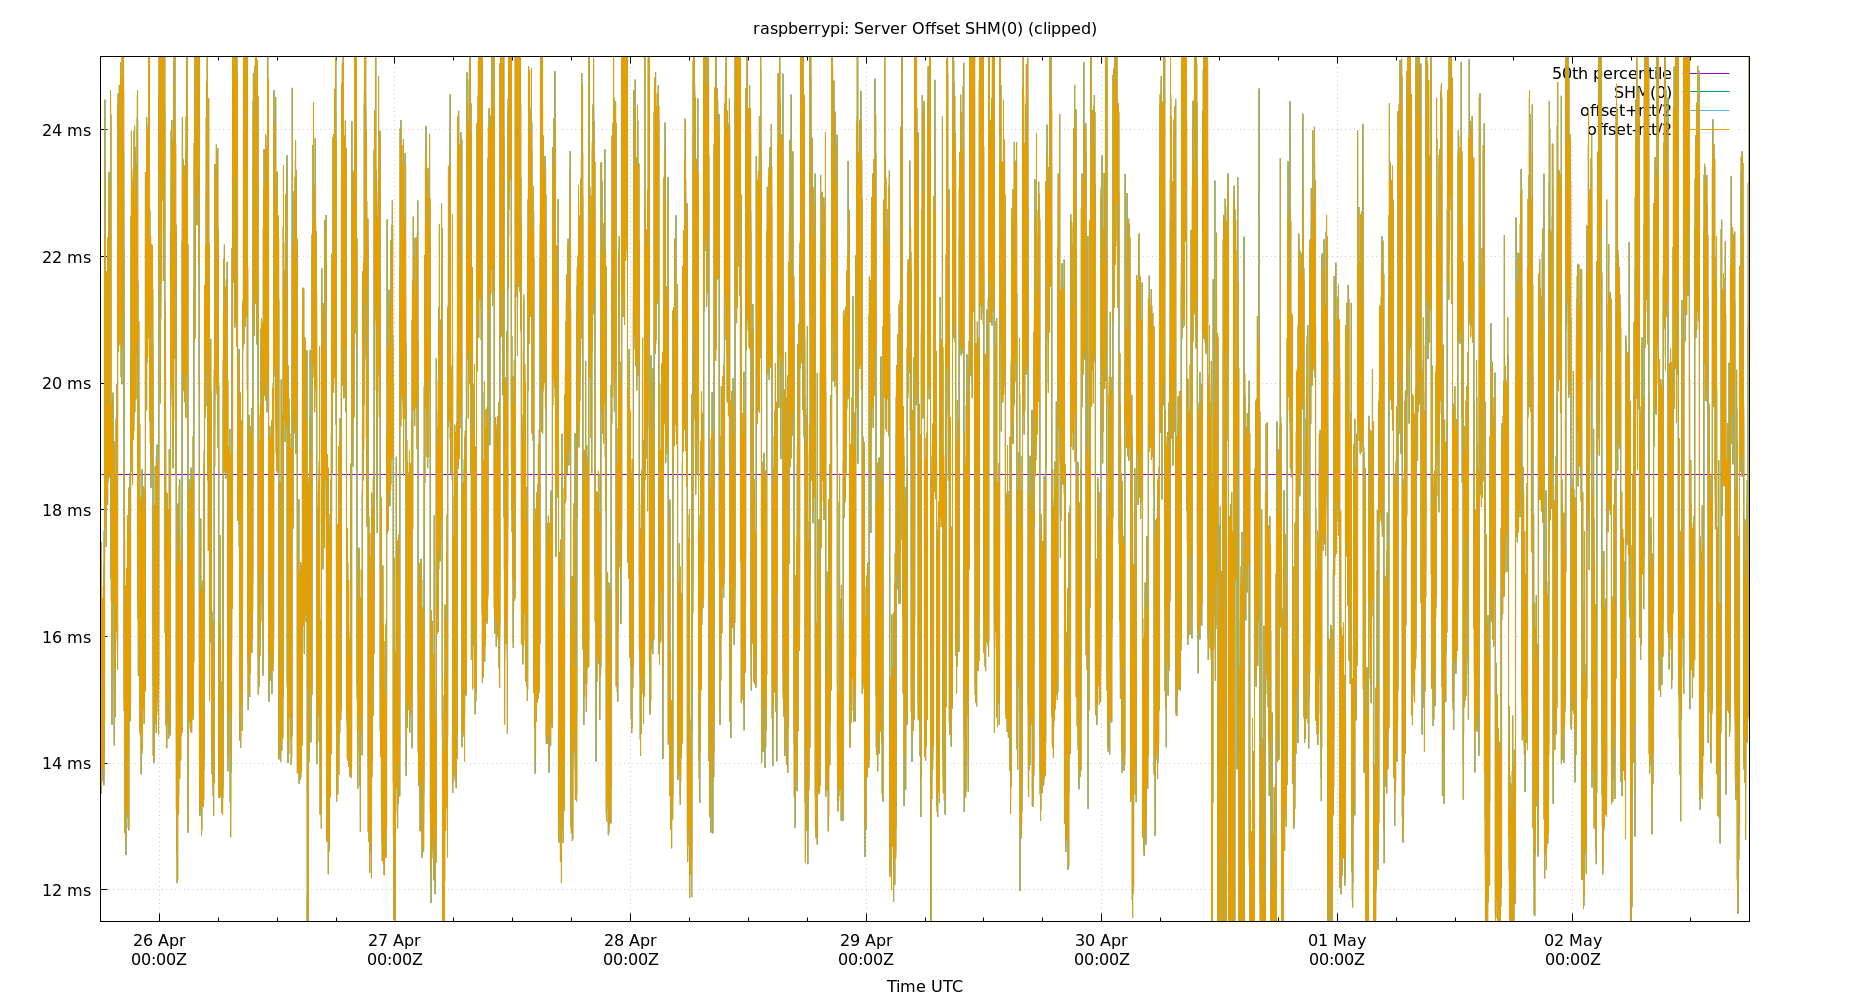 raspberrypi: Server Offset SHM(0) (clipped)
50th percentile
SHM(0)
offset+rtt/2
offset-rtt/2
24 ms
22 ms
20 ms
18 ms
16 ms
14 ms
12 ms
26 Apr 27 Apr 28 Apr 29 Apr 30 Apr 01 May 02 May
00:00Z 00:00Z 00:00Z 00:00Z 00:00Z 00:00Z 00:00Z
Time UTC